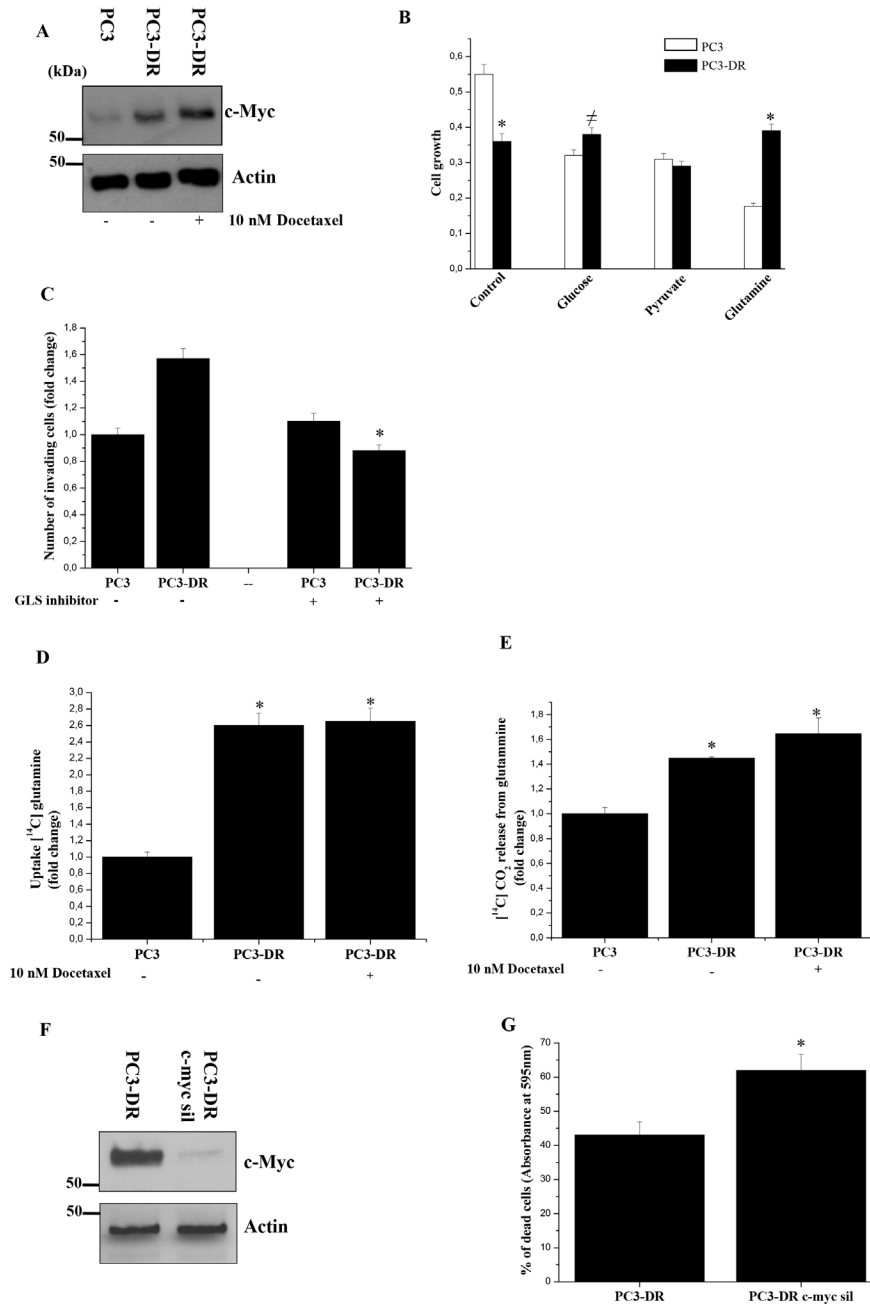 A
PC3
PC3-DR
PC3-DR
(kDa)
c-Myc
50
50
Actin
- - + 10 nM Docetaxel
B
PC3
PC3-DR
Cell growth
0,6
0,5
0,4
0,3
0,2
0,1
0,0
*
≠
*
Control
Glucose
Pyruvate
Glutamine
C
Number of invading cells (fold change)
1,8
1,6
1,4
1,2
1,0
0,8
0,6
0,4
0,2
0,0
*
PC3 PC3-DR -- PC3 PC3-DR
GLS inhibitor - - + +
D
Uptake [14C] glutamine
(fold change)
3,0
2,8
2,6
2,4
2,2
2,0
1,8
1,6
1,4
1,2
1,0
0,8
0,6
0,4
0,2
0,0
* *
PC3 PC3-DR PC3-DR
10 nM Docetaxel - - +
E
[14C] CO2 release from glutammine
(fold change)
1,8
1,6
1,4
1,2
1,0
0,8
0,6
0,4
0,2
0,0
* *
PC3 PC3-DR PC3-DR
10 nM Docetaxel - - +
F
PC3-DR
c-myc sil
PC3-DR
c-Myc
50
50
Actin
G
% of dead cells (Absorbance at 595nm)
70
60
50
40
30
20
10
0
*
PC3-DR PC3-DR c-myc sil